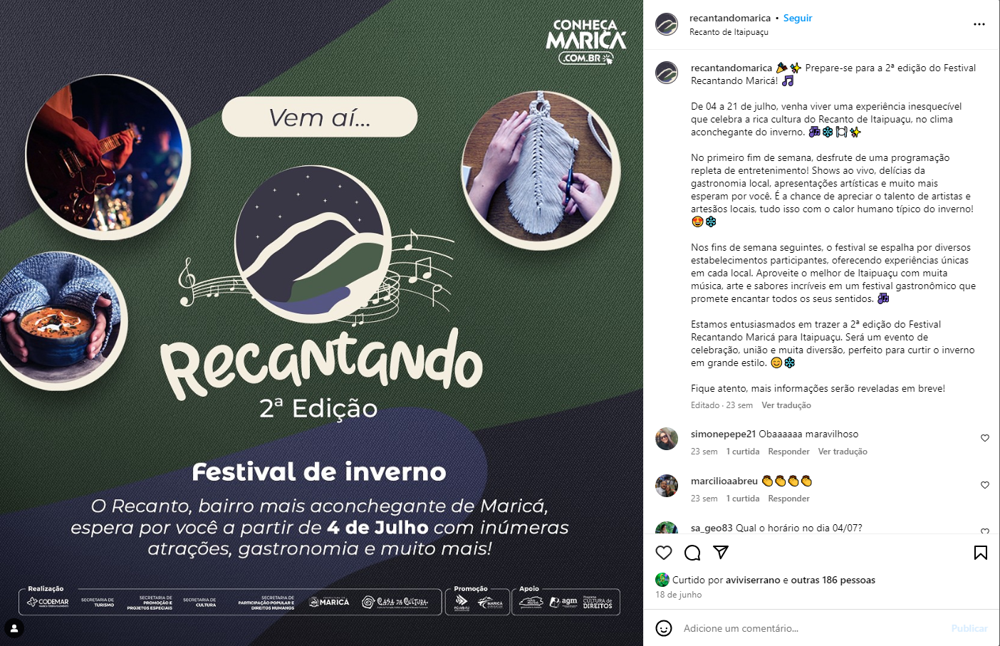 CONHEÇA
MARICÁ
.COM.BR
Vem aí...
Recantando
2ª Edição
Festival de inverno
O Recanto, bairro mais aconchegante de Maricá,
espera por você a partir de 4 de Julho com inúmeras
atrações, gastronomia e muito mais!
Realização
CODEMAR
SECRETARIA DE
TURISMO
SECRETARIA DE
PROMOÇÃO E
PROJETOS ESPECIAIS
SECRETARIA DE
CULTURA
SECRETARIA DE
PARTICIPAÇÃO POPULAR E
DIREITOS HUMANOS
MARICÁ
CASA DA CULTURA
Promoção
MARICÁ
Apoio
agm
Programa
CULTURA DE
DIREITOS
recantandomarica • Seguir
Recanto de Itaipuaçu
recantandomarica 🎉✨ Prepare-se para a 2ª edição do Festival
Recantando Maricá! 🎵
De 04 a 21 de julho, venha viver uma experiência inesquecível
que celebra a rica cultura do Recanto de Itaipuaçu, no clima
aconchegante do inverno. 🎶❄️🍽️✨
No primeiro fim de semana, desfrute de uma programação
repleta de entretenimento! Shows ao vivo, delícias da
gastronomia local, apresentações artísticas e muito mais
esperam por você. É a chance de apreciar o talento de artistas e
artesãos locais, tudo isso com o calor humano típico do inverno!
😍❄️
Nos fins de semana seguintes, o festival se espalha por diversos
estabelecimentos participantes, oferecendo experiências únicas
em cada local. Aproveite o melhor de Itaipuaçu com muita
música, arte e sabores incríveis em um festival gastronômico que
promete encantar todos os seus sentidos. 🎶
Estamos entusiasmados em trazer a 2ª edição do Festival
Recantando Maricá para Itaipuaçu. Será um evento de
celebração, união e muita diversão, perfeito para curtir o inverno
em grande estilo. 😊❄️
Fique atento, mais informações serão reveladas em breve!
Editado · 23 sem Ver tradução
simonepepe21 Obaaaaaa maravilhoso
23 sem 1 curtida Responder Ver tradução
marcilioaabreu 👏👏👏👏
23 sem 1 curtida Responder
sa_geo83 Qual o horário no dia 04/07?
Curtido por aviviserrano e outras 186 pessoas
18 de junho
Adicione um comentário... Publicar